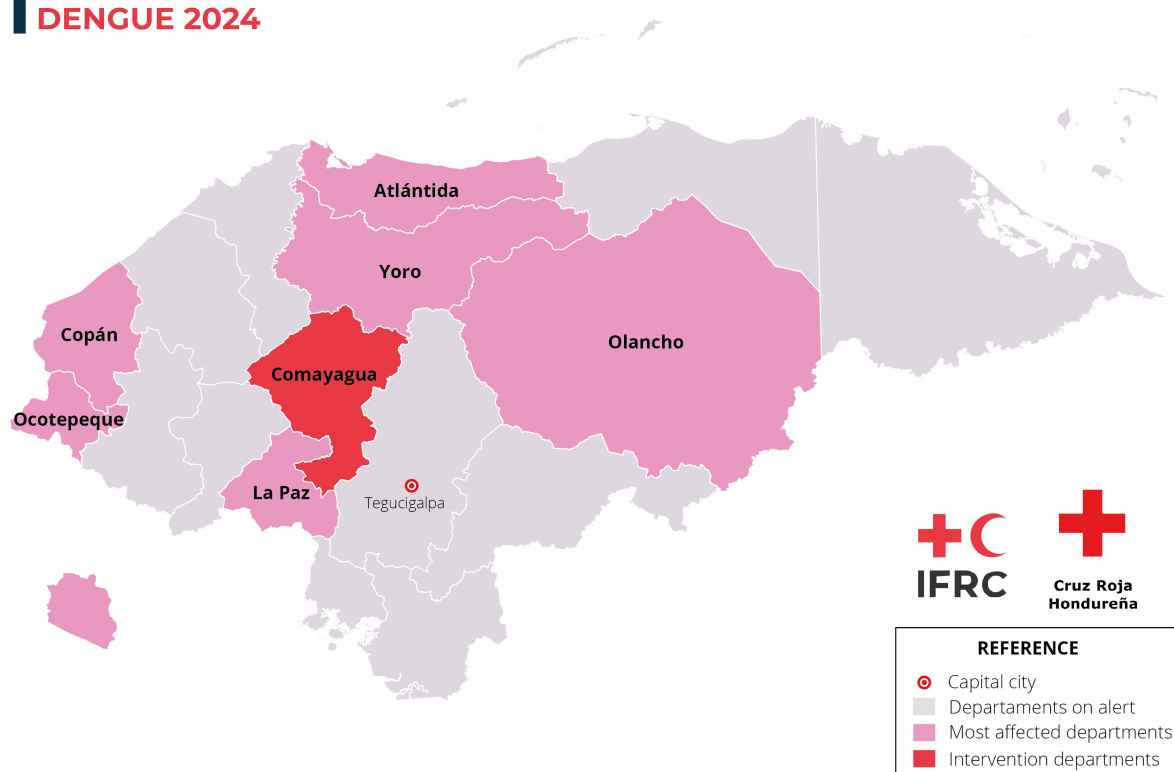 DENGUE 2024
Atlántida
Yoro
Copán
Olancho
Comayagua
Ocotepeque
La Paz
Tegucigalpa
IFRC
Cruz Roja
Hondureña
REFERENCE
Capital city
Departaments on alert
Most affected departments
Intervention departments